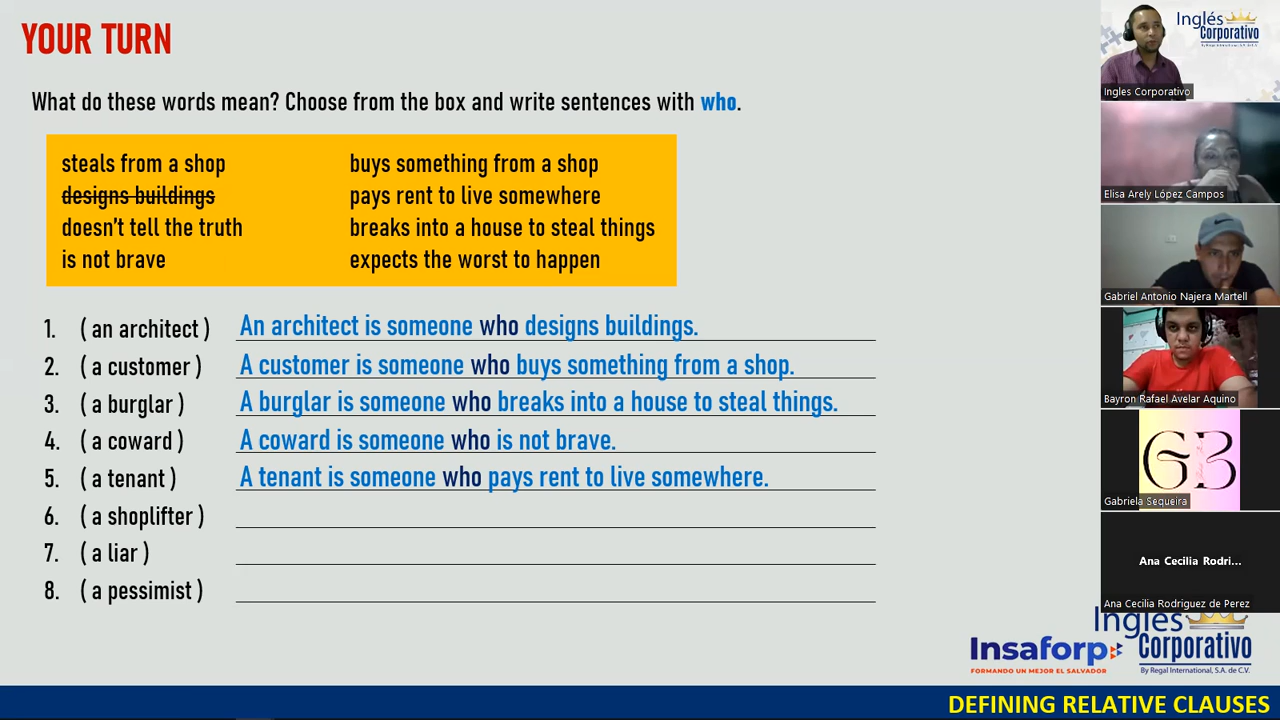 YOUR TURN
What do these words mean? Choose from the box and write sentences with who.
steals from a shop
designs buildings
doesn't tell the truth
is not brave
buys something from a shop
pays rent to live somewhere
breaks into a house to steal things
expects the worst to happen
1. ( an architect ) An architect is someone who designs buildings.
2. ( a customer ) A customer is someone who buys something from a shop.
3. ( a burglar ) A burglar is someone who breaks into a house to steal things.
4. ( a coward ) A coward is someone who is not brave.
5. ( a tenant ) A tenant is someone who pays rent to live somewhere.
6. ( a shoplifter )
7. ( a liar )
8. ( a pessimist )
Inglés
Corporativo
By Regal International, S.A. de C.V.
Ingles Corporativo
Elisa Arely López Campos
Gabriel Antonio Najera Martell
Bayron Rafael Avelar Aquino
GB
Gabriela Sequeira
Ana Cecilia Rodri...
Ana Cecilia Rodriguez de Perez
Insaforp
FORMANDO UN MEJOR EL SALVADOR
Inglés
Corporativo
By Regal International, S.A. de C.V.
DEFINING RELATIVE CLAUSES